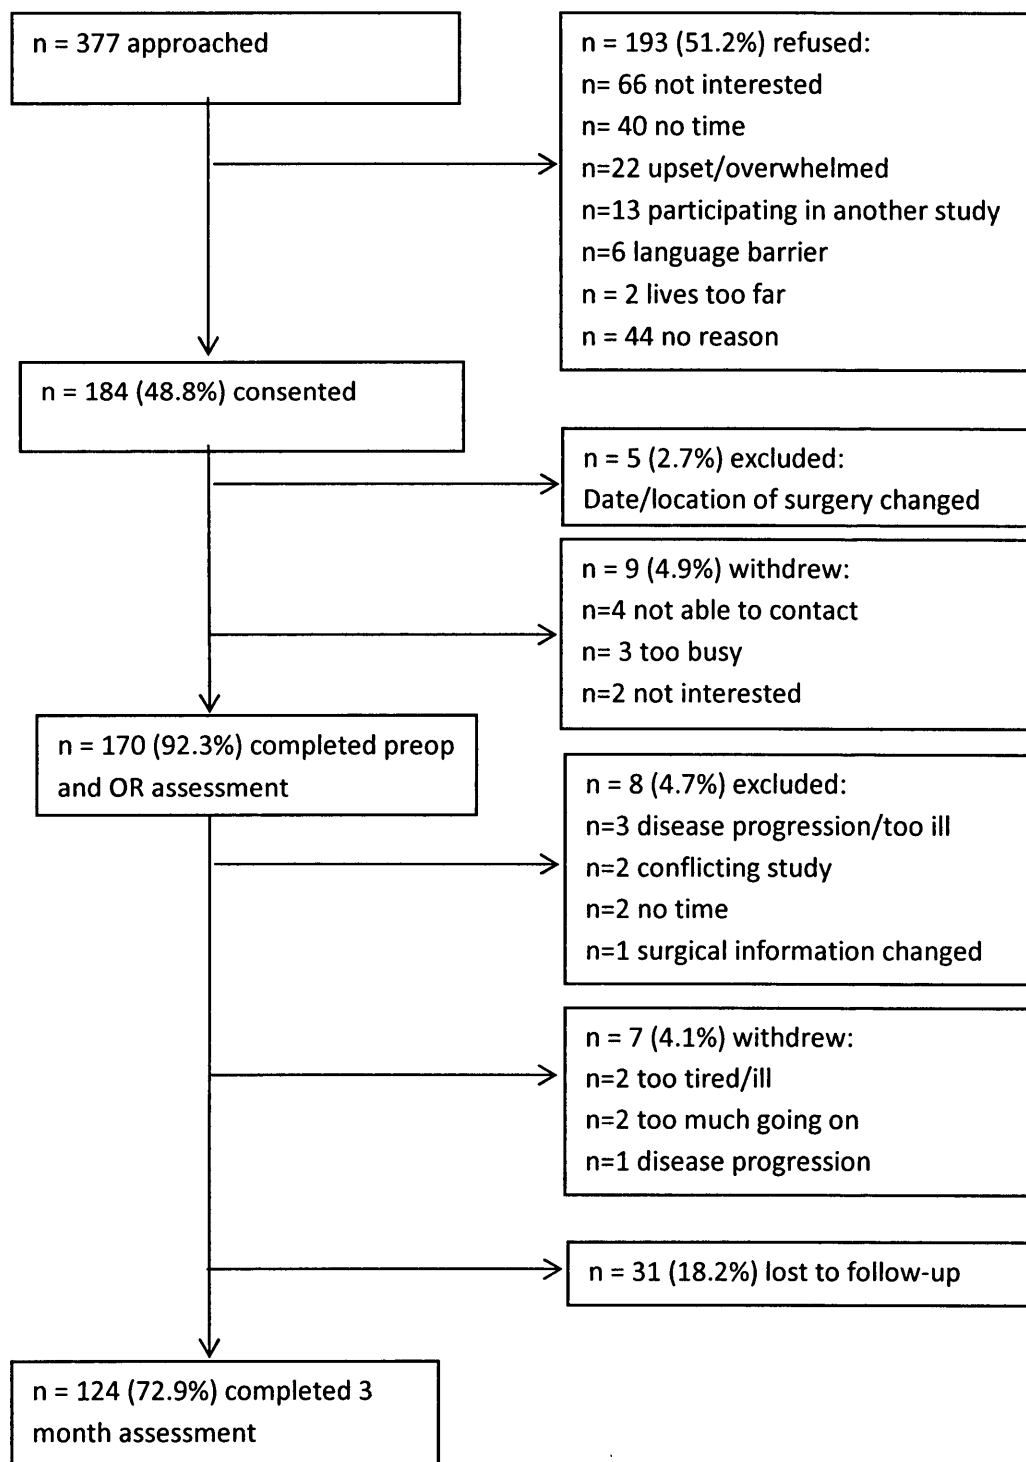 n = 377 approached
n = 193 (51.2%) refused:
n= 66 not interested
n= 40 no time
n=22 upset/overwhelmed
n=13 participating in another study
n=6 language barrier
n = 2 lives too far
n = 44 no reason
n = 184 (48.8%) consented
n = 5 (2.7%) excluded:
Date/location of surgery changed
n = 9 (4.9%) withdrew:
n=4 not able to contact
n= 3 too busy
n=2 not interested
n = 170 (92.3%) completed preop
and OR assessment
n = 8 (4.7%) excluded:
n=3 disease progression/too ill
n=2 conflicting study
n=2 no time
n=1 surgical information changed
n = 7 (4.1%) withdrew:
n=2 too tired/ill
n=2 too much going on
n=1 disease progression
n = 31 (18.2%) lost to follow-up
n = 124 (72.9%) completed 3
month assessment